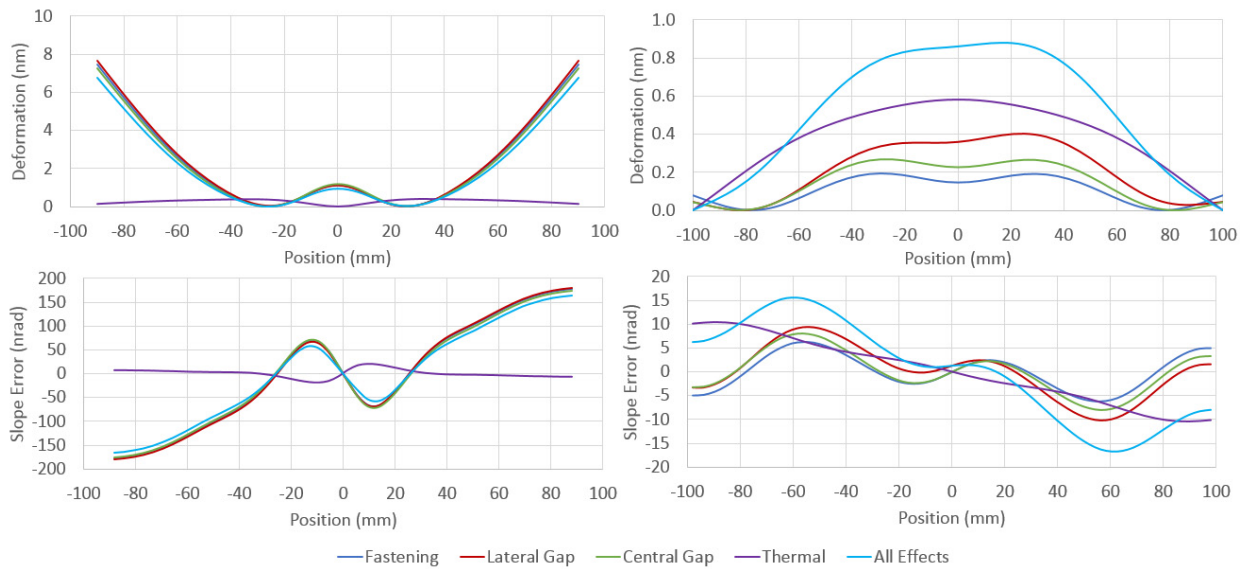 Deformation (nm)
10
8
6
4
2
0
-100 -80 -60 -40 -20 0 20 40 60 80 100
Position (mm)
Deformation (nm)
1.0
0.8
0.6
0.4
0.2
0.0
-100 -80 -60 -40 -20 0 20 40 60 80 100
Position (mm)
Slope Error (nrad)
200
150
100
50
0
-50
-100
-150
-200
-100 -80 -60 -40 -20 0 20 40 60 80 100
Position (mm)
Slope Error (nrad)
20
15
10
5
0
-5
-10
-15
-20
-100 -80 -60 -40 -20 0 20 40 60 80 100
Position (mm)
Fastening Lateral Gap Central Gap Thermal All Effects